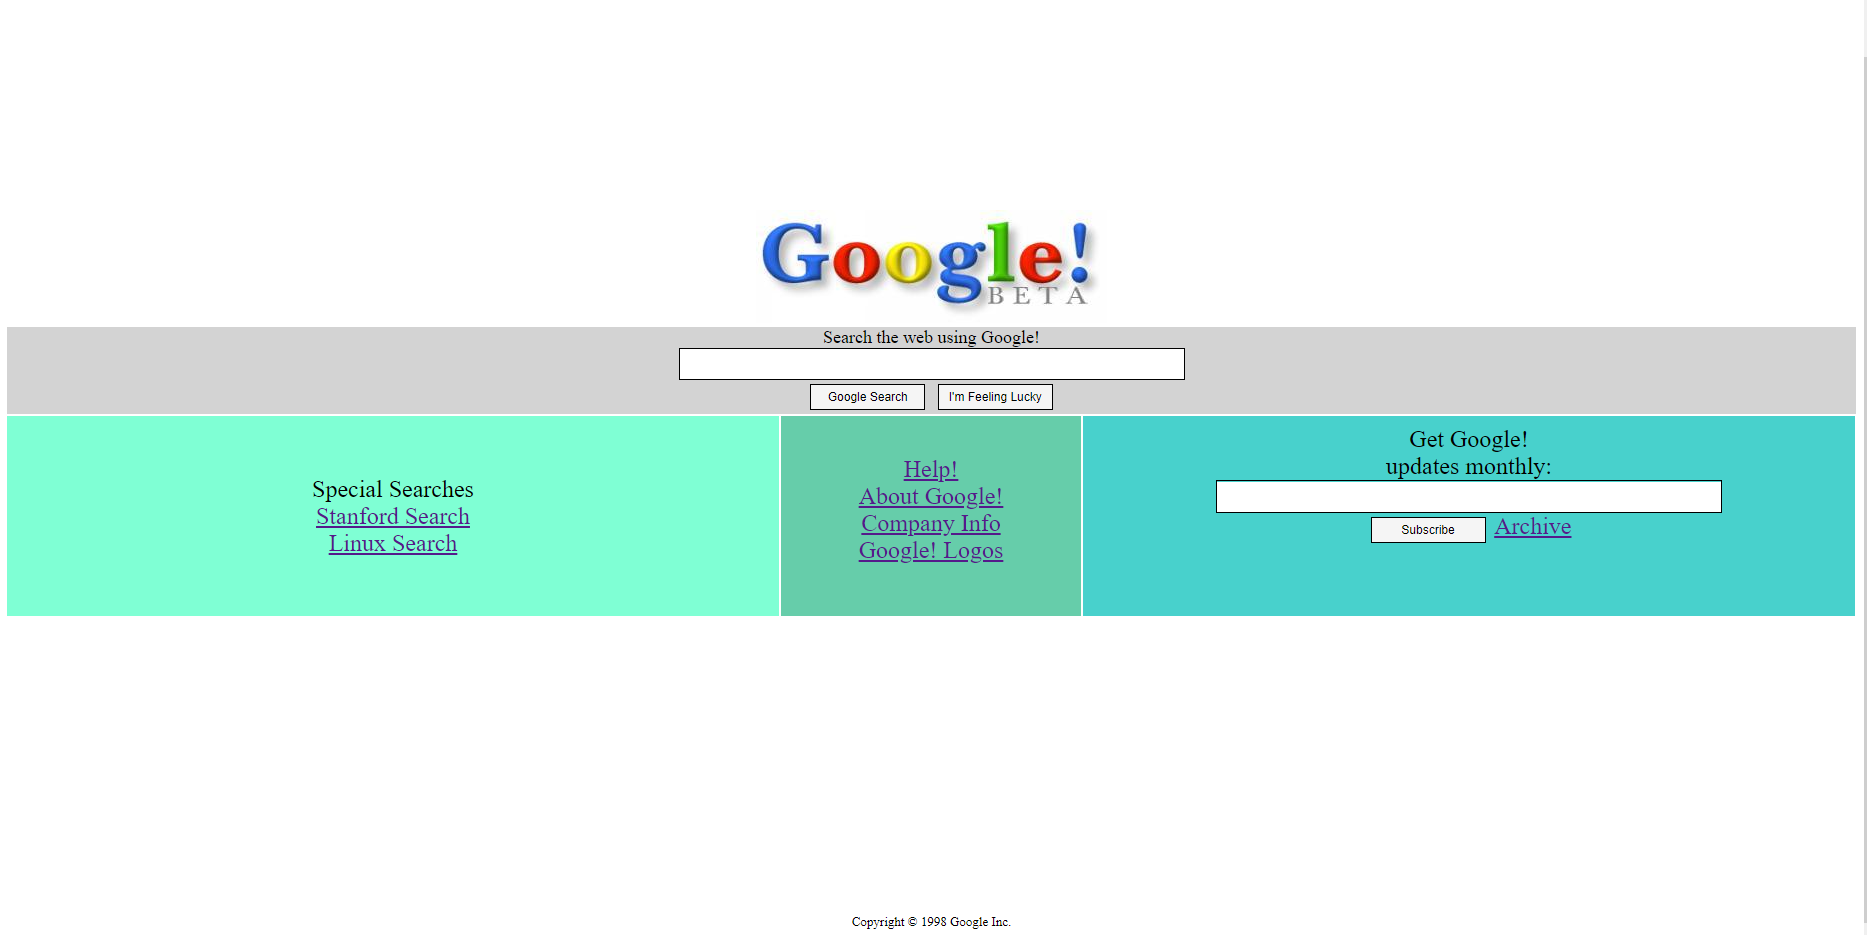 Google!
BETA
Search the web using Google!
Google Search I'm Feeling Lucky
Special Searches
Stanford Search
Linux Search
Help!
About Google!
Company Info
Google! Logos
Get Google!
updates monthly:
Subscribe Archive
Copyright © 1998 Google Inc.